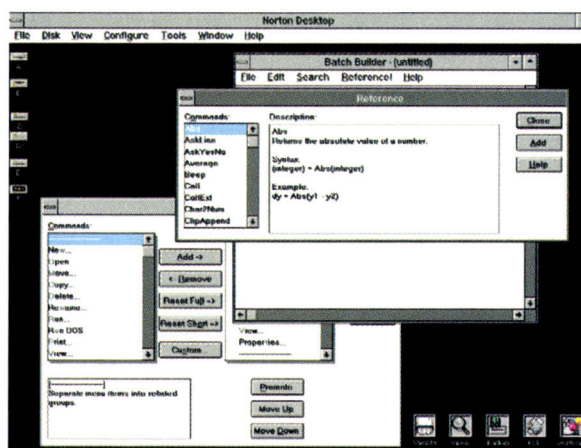 Norton Desktop
File Disk View Configure Tools Window Help
Batch Builder - (untitled)
File Edit Search Reference! Help
Reference
Commands:
Abs
AskLine
AskYesNo
Average
Beep
Call
CallExt
Char2Num
ClipAppend
Description:
Abs
Returns the absolute value of a number.
Syntax:
(integer) = Abs(integer)
Example:
dy = Abs(y1 - y2)
Close
Add
Help
Commands:
New...
Open
Move...
Copy...
Delete...
Rename...
Run...
Run DOS
Print...
View...
Add ->
<- Remove
Reset Full ->
Reset Short ->
Custom...
View...
Properties...
Separate menu items into related
groups.
Promote
Move Up
Move Down